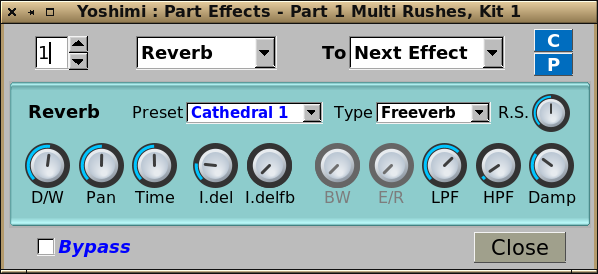 Yoshimi : Part Effects - Part 1 Multi Rushes, Kit 1
1 Reverb To Next Effect C
P
Reverb Preset Cathedral 1 Type Freeverb R.S.
D/W Pan Time I.del I.delfb BW E/R LPF HPF Damp
Bypass Close